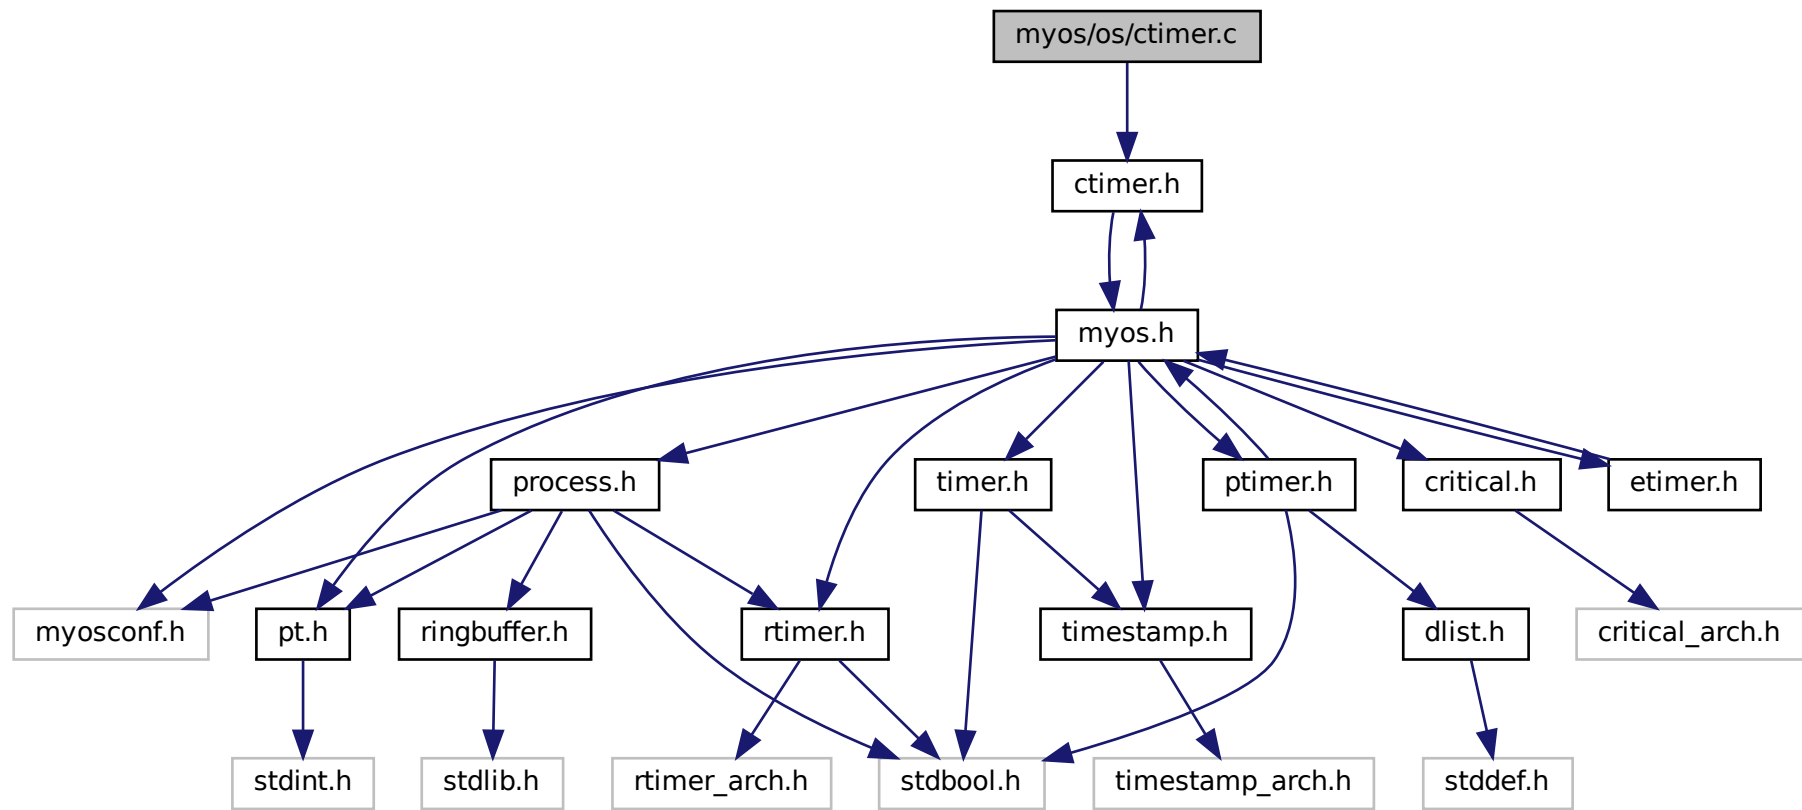 myos/os/ctimer.c
ctimer.h
myos.h
process.h
timer.h
ptimer.h
critical.h
etimer.h
myosconf.h
pt.h
ringbuffer.h
rtimer.h
timestamp.h
dlist.h
critical_arch.h
stdint.h
stdlib.h
rtimer_arch.h
stdbool.h
timestamp_arch.h
stddef.h